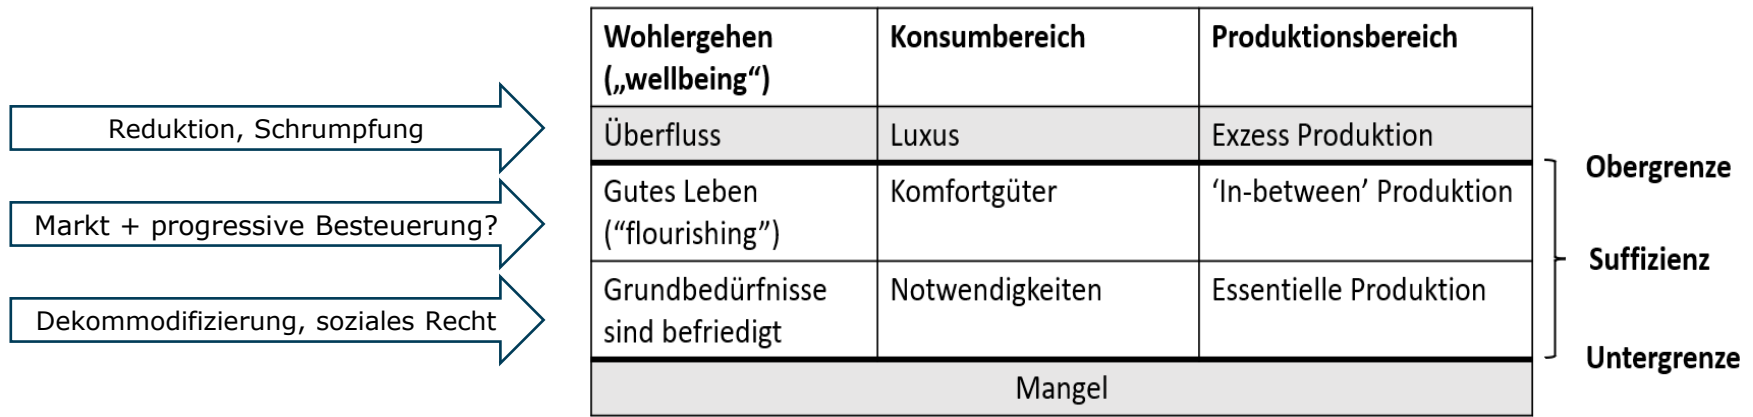 Wohlergehen
(„wellbeing“)
Konsumbereich
Produktionsbereich
Reduktion, Schrumpfung
Überfluss
Luxus
Exzess Produktion
Obergrenze
Markt + progressive Besteuerung?
Gutes Leben
(“flourishing”)
Komfortgüter
‘In-between’ Produktion
Suffizienz
Dekommodifizierung, soziales Recht
Grundbedürfnisse
sind befriedigt
Notwendigkeiten
Essentielle Produktion
Untergrenze
Mangel